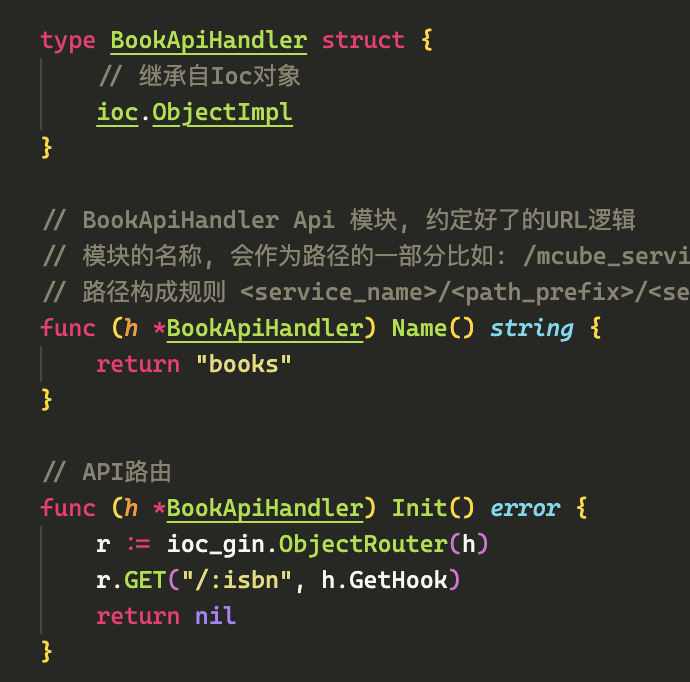 type BookApiHandler struct {
// 继承自Ioc对象
ioc.ObjectImpl
}
// BookApiHandler Api 模块, 约定好了的URL逻辑
// 模块的名称, 会作为路径的一部分比如: /mcube_servi
// 路径构成规则 <service_name>/<path_prefix>/<se
func (h *BookApiHandler) Name() string {
return "books"
}
// API路由
func (h *BookApiHandler) Init() error {
r := ioc_gin.ObjectRouter(h)
r.GET("/:isbn", h.GetHook)
return nil
}